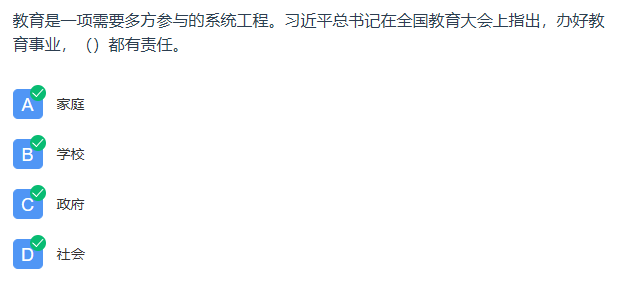 教育是一项需要多方参与的系统工程。习近平总书记在全国教育大会上指出，办好教
育事业，（）都有责任。
A 家庭
B 学校
C 政府
D 社会